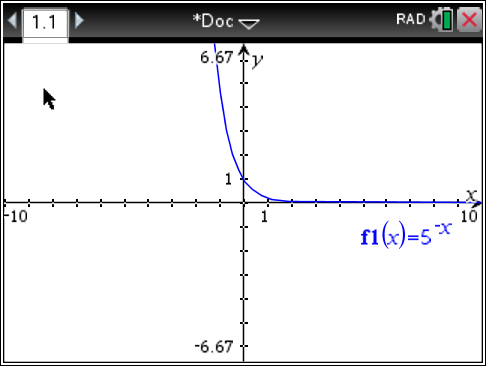 1.1 *Doc RAD
6.67 y
1
-10 1 10 x
f1(x)=5^-x
-6.67